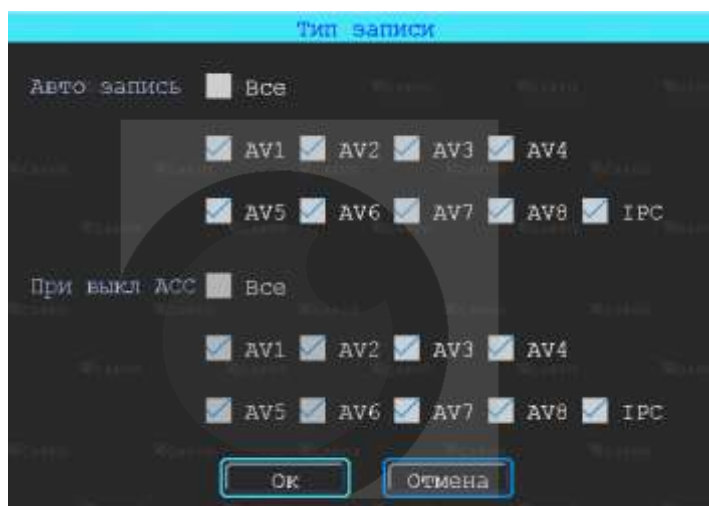 Тип записи
Авто запись Все
AV1 AV2 AV3 AV4
AV5 AV6 AV7 AV8 IPC
При выкл ACC Все
AV1 AV2 AV3 AV4
AV5 AV6 AV7 AV8 IPC
Ок Отмена